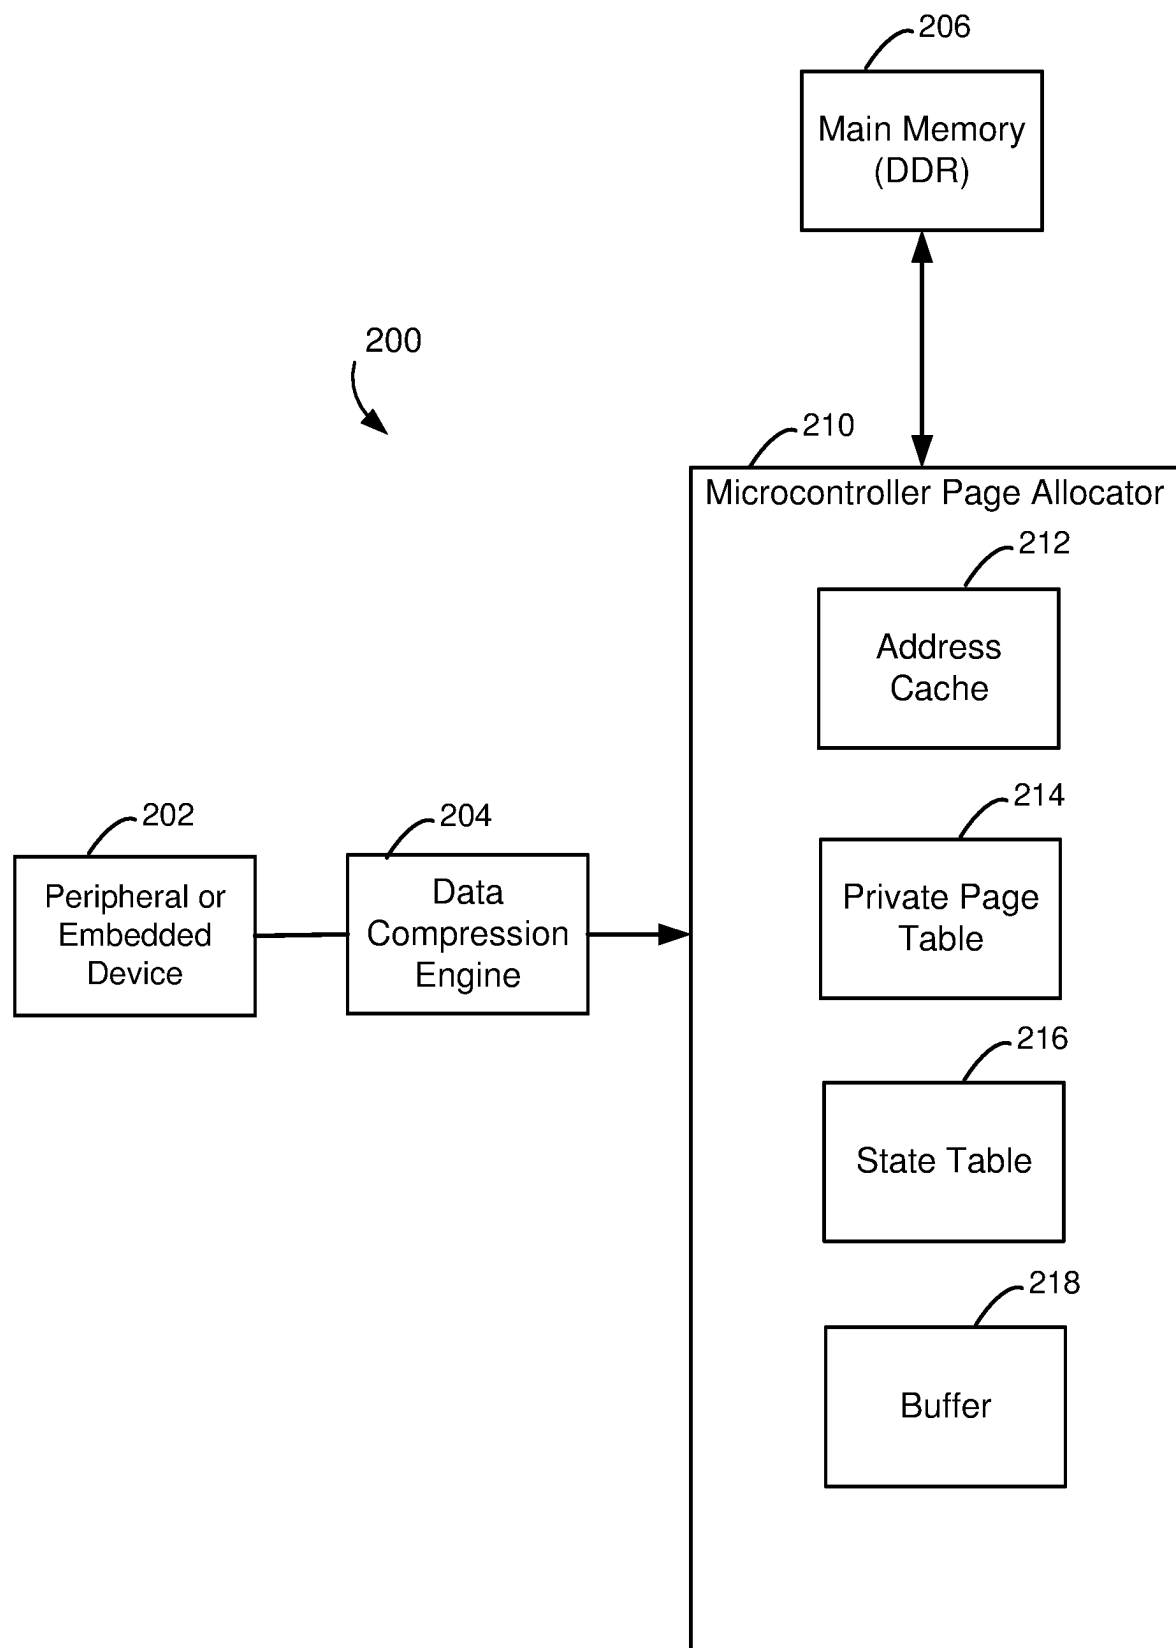 206
Main Memory
(DDR)
200
210
Microcontroller Page Allocator
212
Address
Cache
202
Peripheral or
Embedded
Device
204
Data
Compression
Engine
214
Private Page
Table
216
State Table
218
Buffer